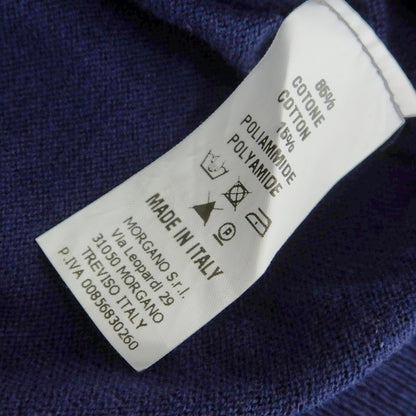 85%
COTONE
COTTON
15%
POLIAMMIDE
POLYAMIDE
P
MADE IN ITALY
MORGANO S.r.l.
Via Leopardi 29
31050 MORGANO
TREVISO ITALY
P.IVA 00856830260